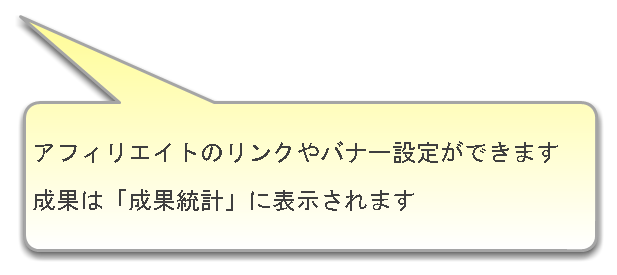 アフィリエイトのリンクやバナー設定ができます
成果は「成果統計」に表示されます